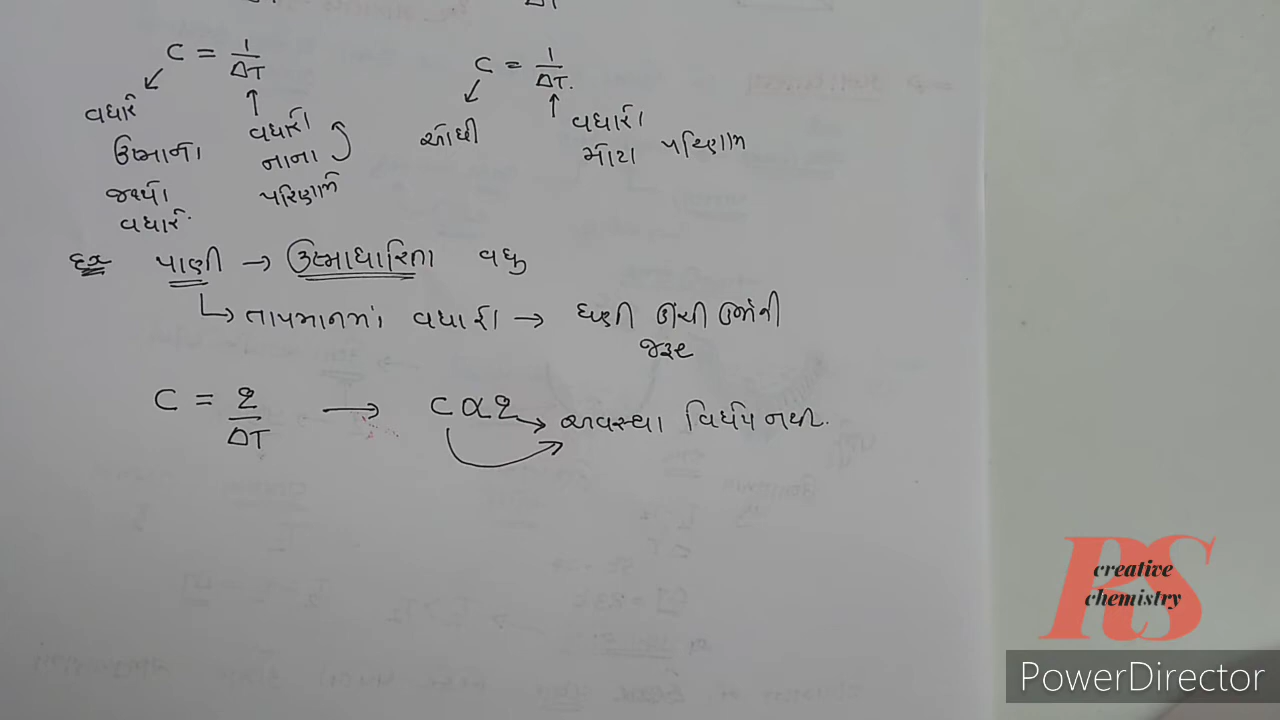 C = 1/ΔT
વધારે
વધારો
ઉષ્માનો
નાના
જથ્થો
પરિણામે
વધારે.
C = 1/ΔT.
ઓછી
વધારો
મોટા પરિણામ
દા.ત પાણી → ઉષ્માધારિતા વધુ
તાપમાનમાં વધારો → ઘણી ઊંચી ઊર્જાની
જરૂર
C = q/ΔT → C α q → અવસ્થા વિધેય નથી.
RS
creative
chemistry
PowerDirector